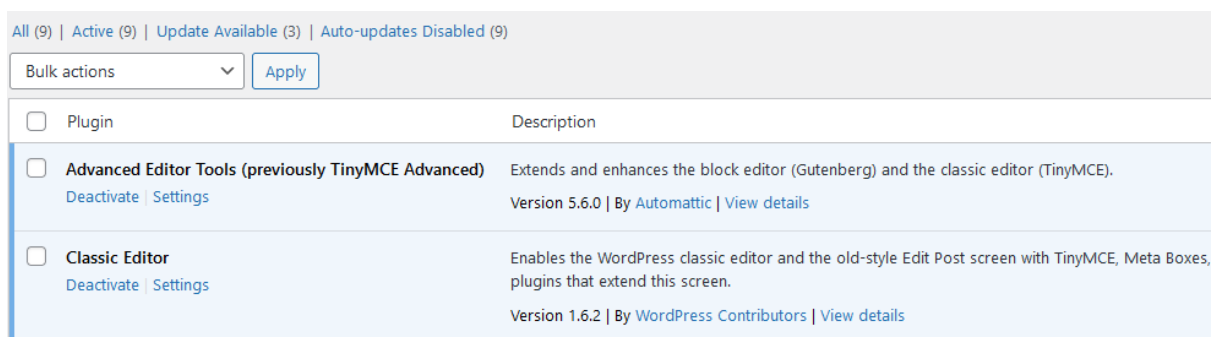 All (9) | Active (9) | Update Available (3) | Auto-updates Disabled (9)
Bulk actions Apply
Plugin Description
Advanced Editor Tools (previously TinyMCE Advanced) Extends and enhances the block editor (Gutenberg) and the classic editor (TinyMCE).
Deactivate | Settings
Version 5.6.0 | By Automattic | View details
Classic Editor Enables the WordPress classic editor and the old-style Edit Post screen with TinyMCE, Meta Boxes,
Deactivate | Settings plugins that extend this screen.
Version 1.6.2 | By WordPress Contributors | View details